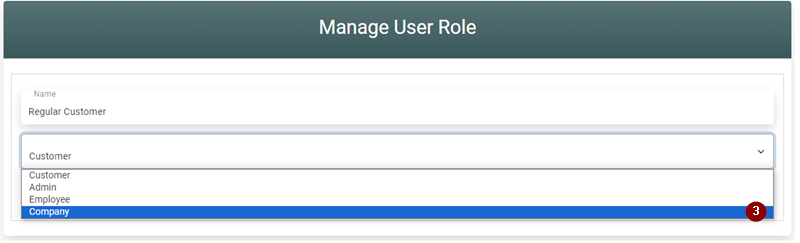 Manage User Role
Name
Regular Customer
Customer
Customer
Admin
Employee
Company 3